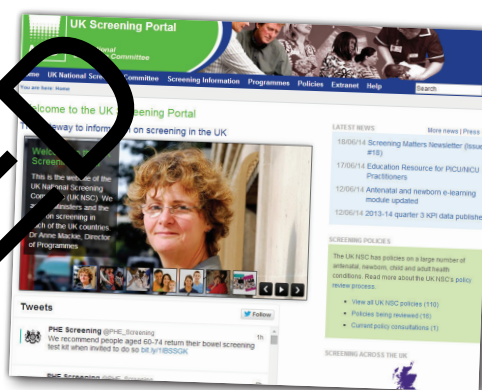 UK Screening Portal
Committee
Home UK National Screening Committee Screening Information Programmes Policies Extranet Help
Search
You are here: Home
Welcome to the UK Screening Portal
The gateway to information on screening in the UK
Screening
This is the website of the
UK National Screening
(UK NSC). We
Ministers and the
on screening in
each of the UK countries.
Dr Anne Mackie, Director
of Programmes
LATEST NEWS
More news | Press
18/06/14 Screening Matters Newsletter (Issue
#18)
17/06/14 Education Resource for PICU/NICU
Practitioners
12/06/14 Antenatal and newborn e-learning
module updated
12/06/14 2013-14 quarter 3 KPI data publishe
SCREENING POLICIES
The UK NSC has policies on a large number of
antenatal, newborn, child and adult health
conditions. Read more about the UK NSC's policy
review process.
View all UK NSC policies (110)
Policies being reviewed (16)
Current policy consultations (1)
SCREENING ACROSS THE UK
Tweets
Follow
PHE Screening @PHE_Screening 1h
We recommend people aged 60-74 return their bowel screening
test kit when invited to do so
PHE Screening @PHE_Screening